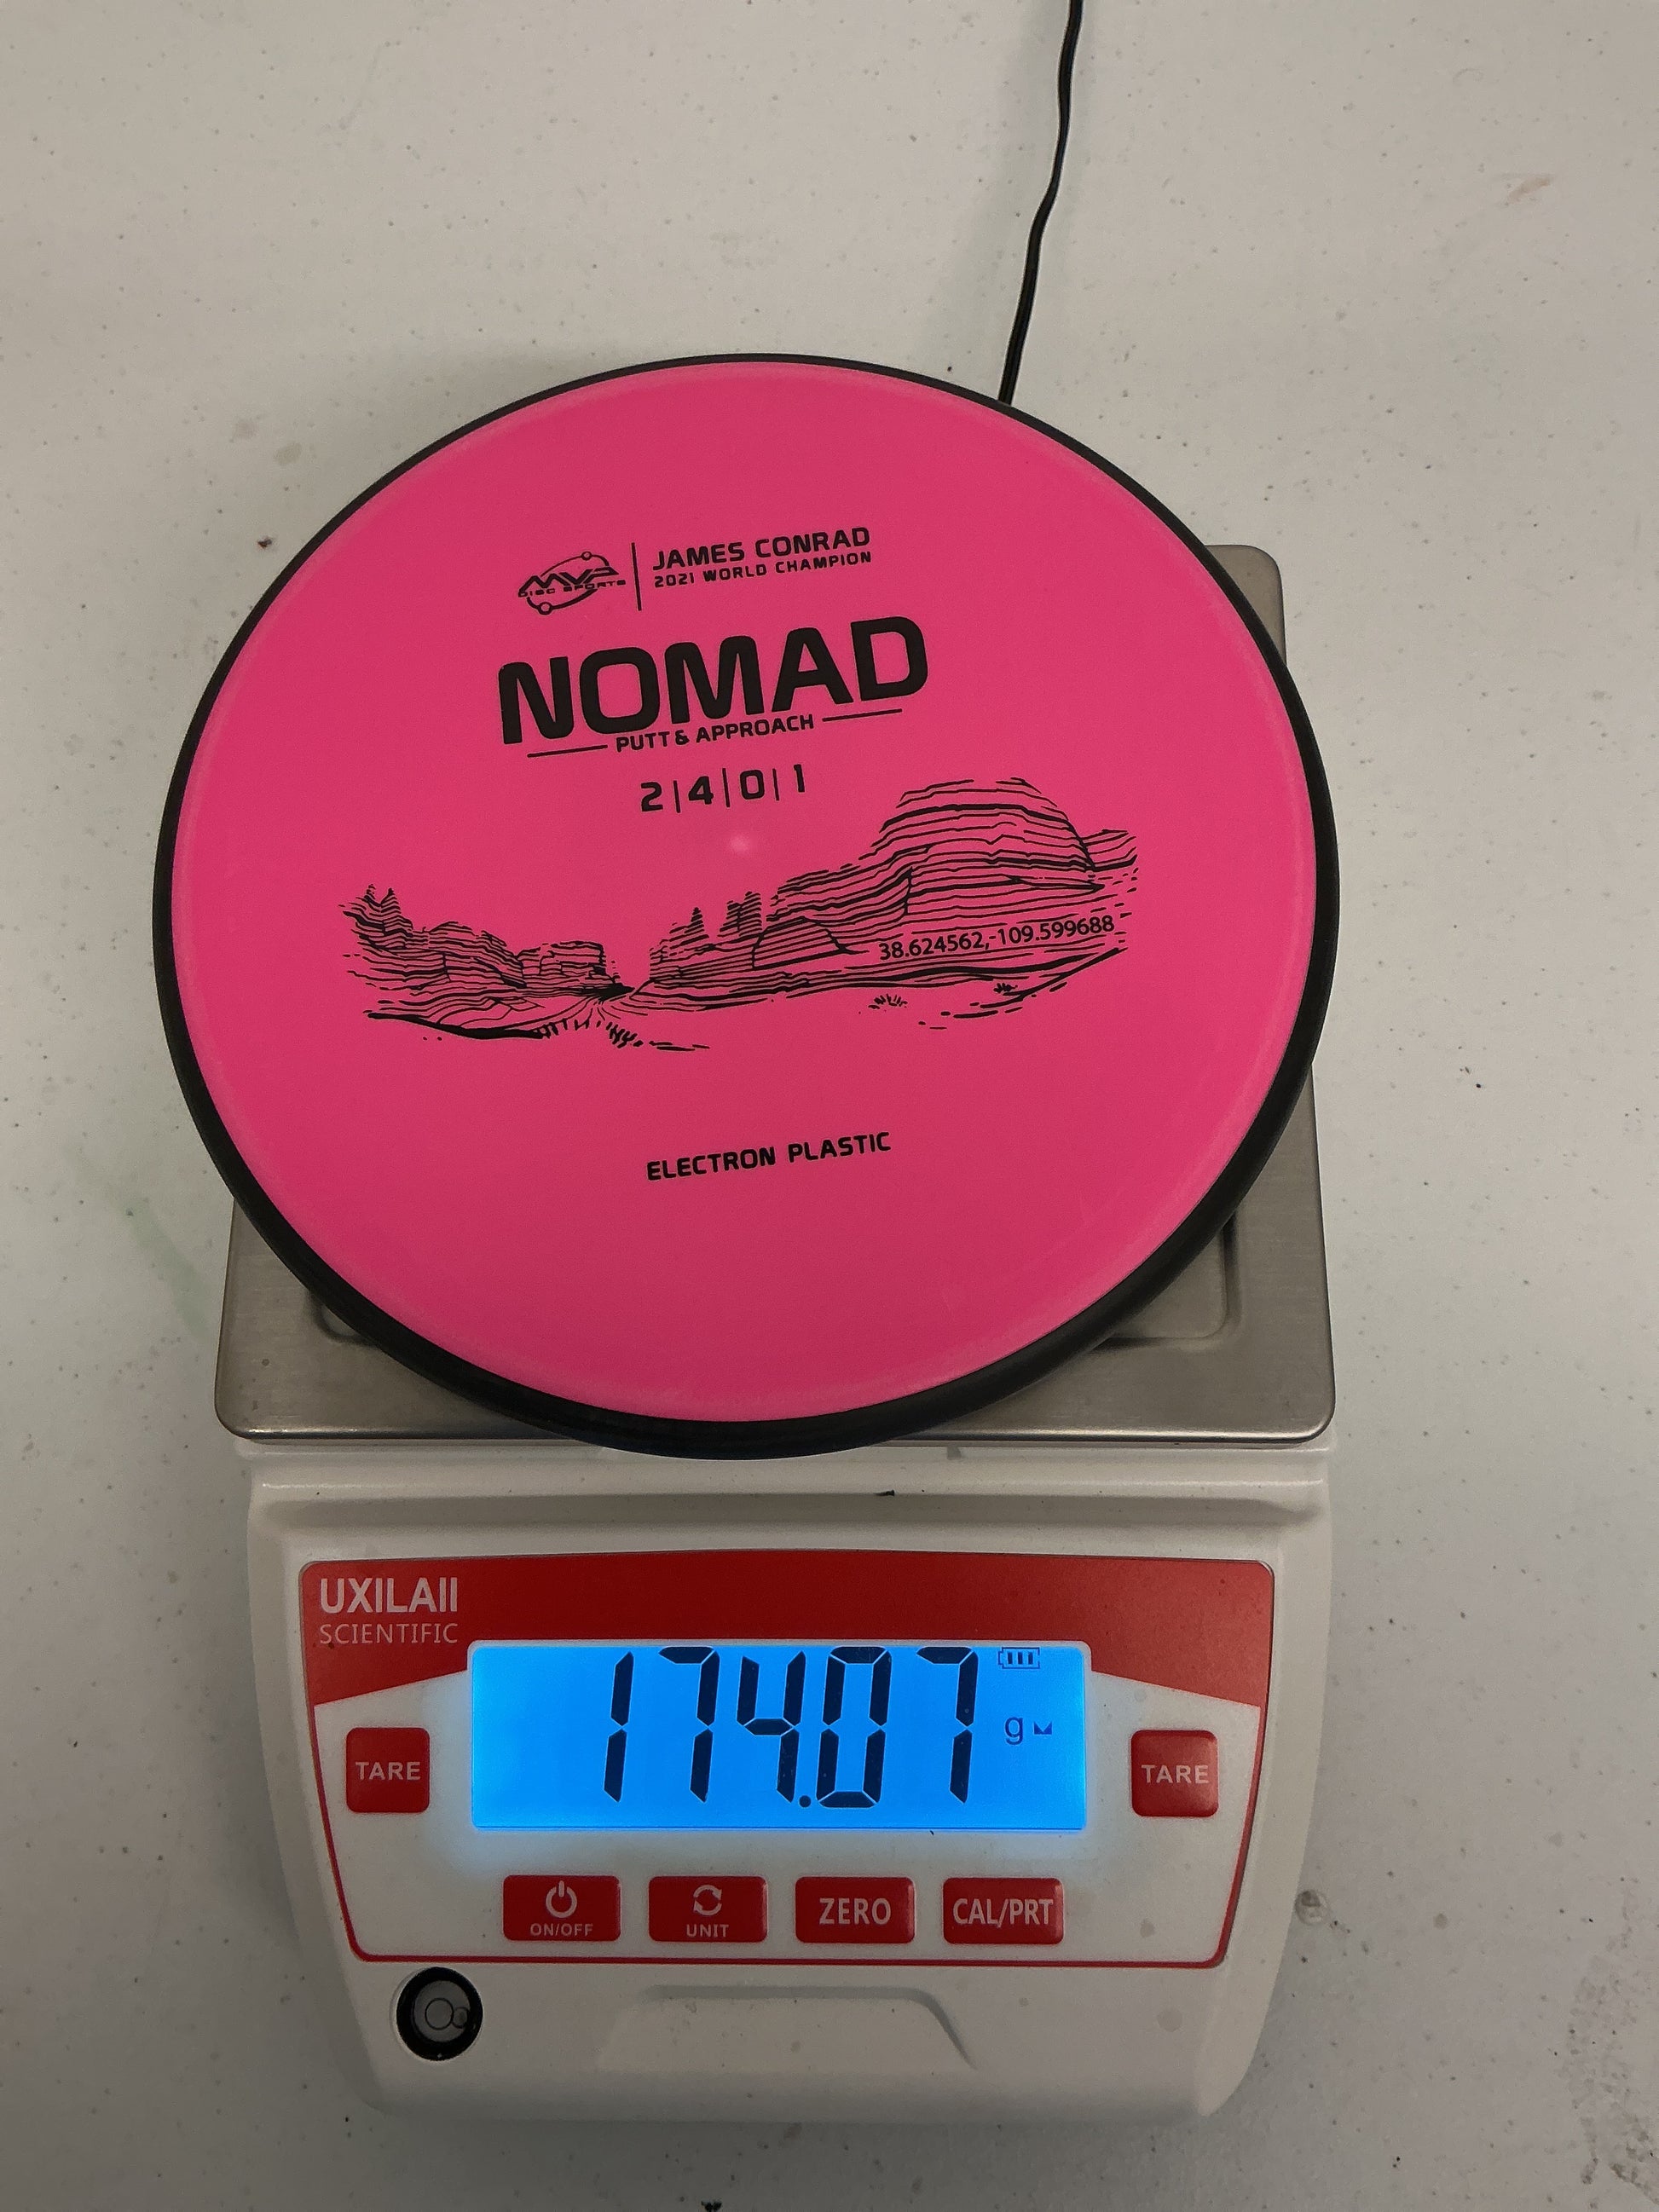 MVP
DISC SPORTS
JAMES CONRAD
2021 WORLD CHAMPION
NOMAD
PUTT & APPROACH
2|4|0|1
38.624562,-109.599688
ELECTRON PLASTIC
UXILAII
SCIENTIFIC
174.07 g
TARE
TARE
ON/OFF
UNIT
ZERO
CAL/PRT